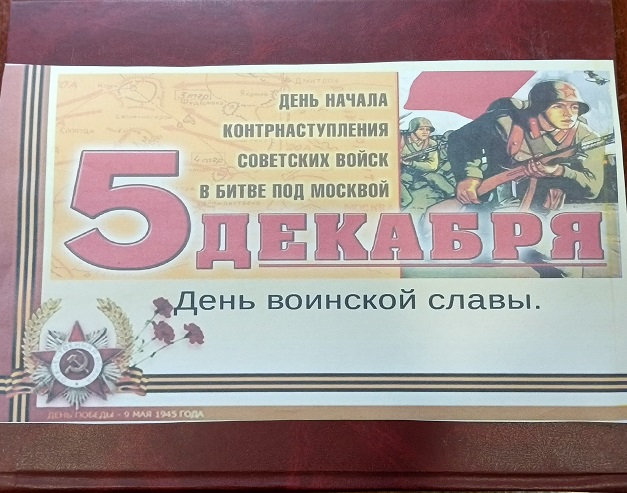 ДЕНЬ НАЧАЛА
КОНТРНАСТУПЛЕНИЯ
СОВЕТСКИХ ВОЙСК
В БИТВЕ ПОД МОСКВОЙ
5 ДЕКАБРЯ
День воинской славы.
ДЕНЬ ПОБЕДЫ - 9 МАЯ 1945 ГОДА